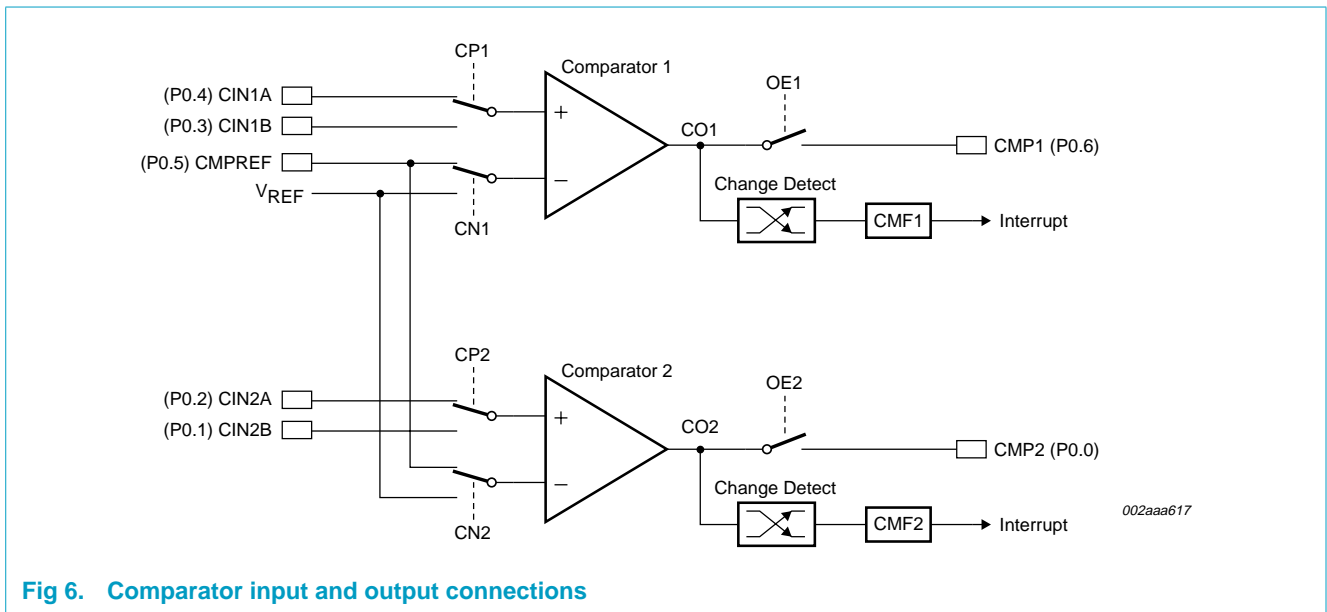 CP1
Comparator 1
OE1
(P0.4) CIN1A
(P0.3) CIN1B
+
CO1
CMP1 (P0.6)
(P0.5) CMPREF
−
VREF
Change Detect
CN1
CMF1
Interrupt
CP2
Comparator 2
OE2
(P0.2) CIN2A
(P0.1) CIN2B
+
CO2
CMP2 (P0.0)
−
Change Detect
CN2
CMF2
Interrupt
002aaa617
Fig 6. Comparator input and output connections